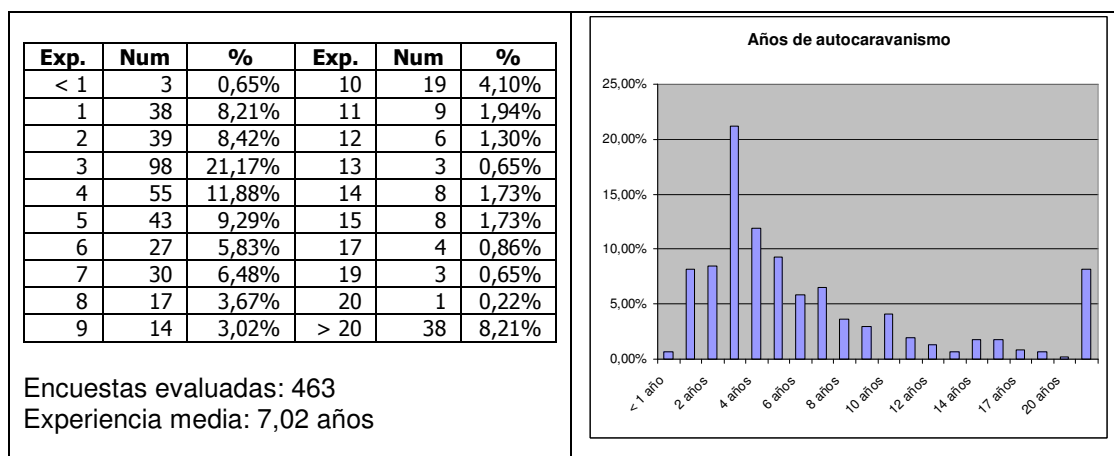 Exp. Num % Exp. Num %
< 1 3 0,65% 10 19 4,10%
1 38 8,21% 11 9 1,94%
2 39 8,42% 12 6 1,30%
3 98 21,17% 13 3 0,65%
4 55 11,88% 14 8 1,73%
5 43 9,29% 15 8 1,73%
6 27 5,83% 17 4 0,86%
7 30 6,48% 19 3 0,65%
8 17 3,67% 20 1 0,22%
9 14 3,02% > 20 38 8,21%
Encuestas evaluadas: 463
Experiencia media: 7,02 años
Años de autocaravanismo
25,00%
20,00%
15,00%
10,00%
5,00%
0,00%
< 1 año
2 años
4 años
6 años
8 años
10 años
12 años
14 años
17 años
20 años